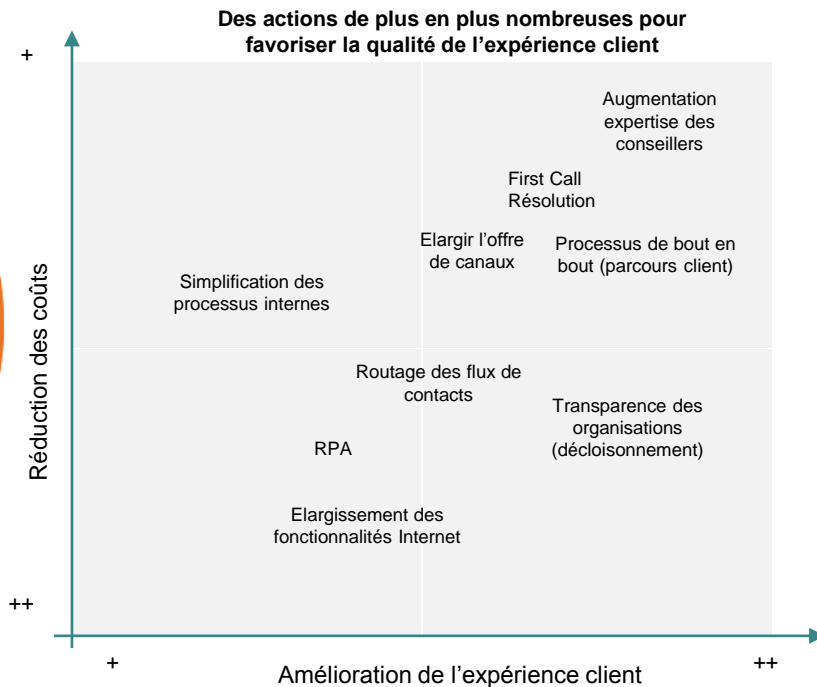 Des actions de plus en plus nombreuses pour
favoriser la qualité de l’expérience client
+
Augmentation
expertise des
conseillers
First Call
Résolution
Elargir l’offre
de canaux
Processus de bout en
bout (parcours client)
Simplification des
processus internes
Réduction des coûts
Routage des flux de
contacts
Transparence des
organisations
(décloisonnement)
RPA
Elargissement des
fonctionnalités Internet
++
+
Amélioration de l’expérience client
++